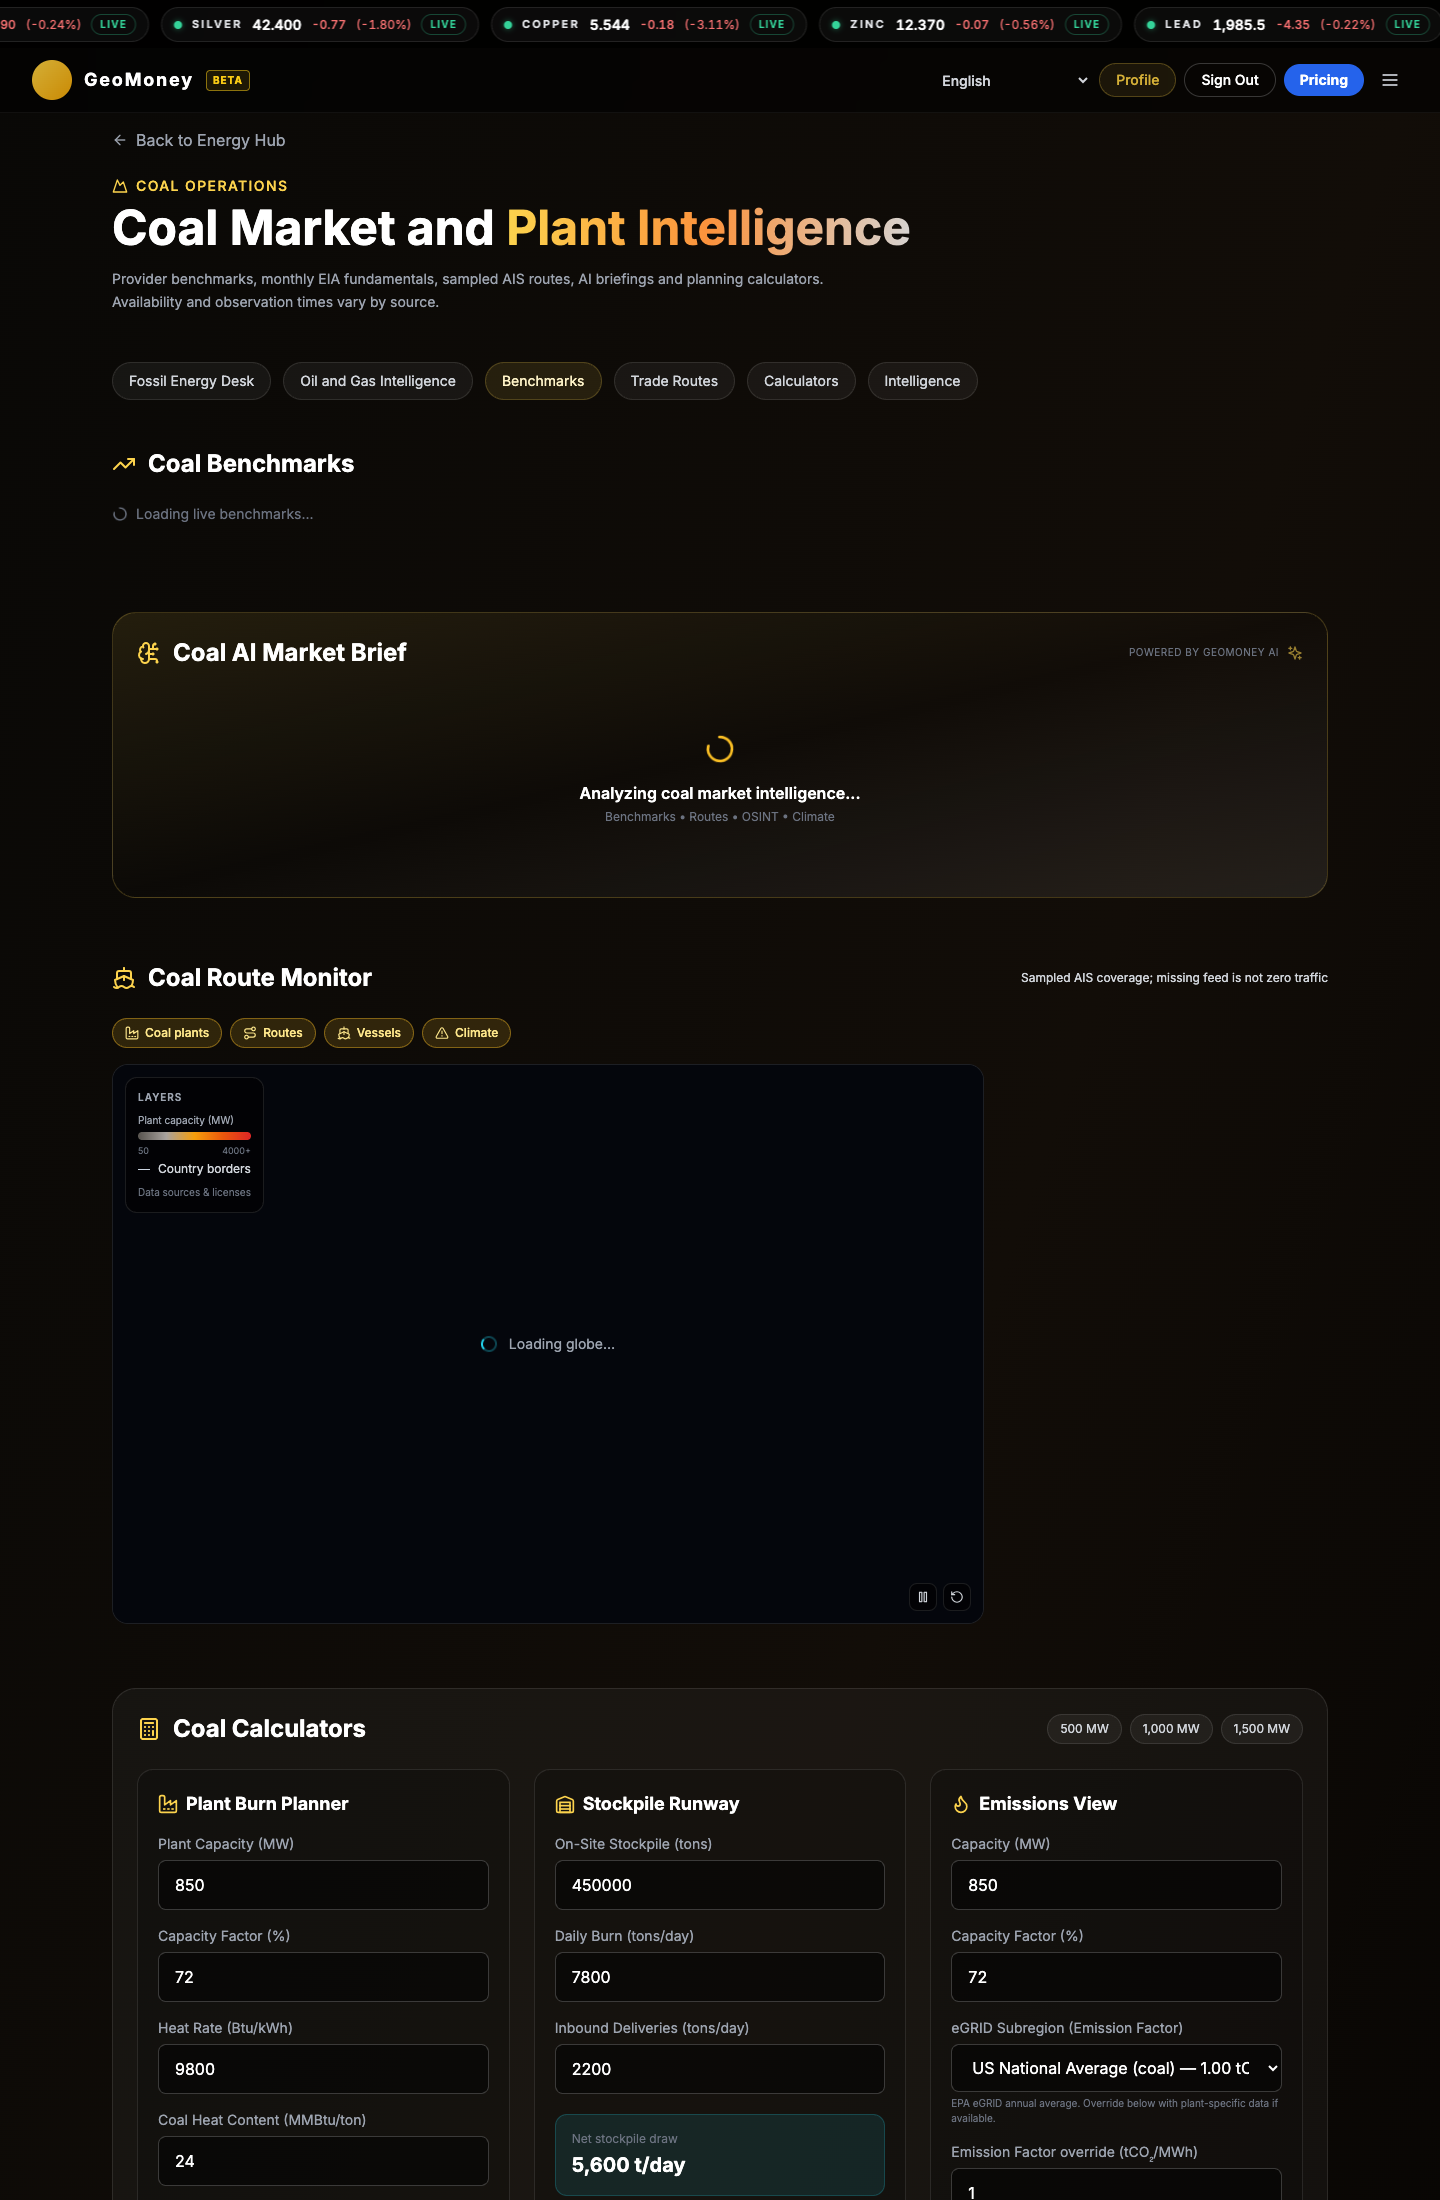 90 (-0.24%) LIVE
SILVER 42.400 -0.77 (-1.80%) LIVE
COPPER 5.544 -0.18 (-3.11%) LIVE
ZINC 12.370 -0.07 (-0.56%) LIVE
LEAD 1,985.5 -4.35 (-0.22%) LIVE
GeoMoney BETA
English
Profile
Sign Out
Pricing
Back to Energy Hub
COAL OPERATIONS
Coal Market and Plant Intelligence
Provider benchmarks, monthly EIA fundamentals, sampled AIS routes, AI briefings and planning calculators.
Availability and observation times vary by source.
Fossil Energy Desk
Oil and Gas Intelligence
Benchmarks
Trade Routes
Calculators
Intelligence
Coal Benchmarks
Loading live benchmarks...
Coal AI Market Brief
POWERED BY GEOMONEY AI
Analyzing coal market intelligence...
Benchmarks • Routes • OSINT • Climate
Coal Route Monitor
Sampled AIS coverage; missing feed is not zero traffic
Coal plants
Routes
Vessels
Climate
LAYERS
Plant capacity (MW)
50 4000+
— Country borders
Data sources & licenses
Loading globe...
Coal Calculators
500 MW
1,000 MW
1,500 MW
Plant Burn Planner
Plant Capacity (MW)
850
Capacity Factor (%)
72
Heat Rate (Btu/kWh)
9800
Coal Heat Content (MMBtu/ton)
24
Stockpile Runway
On-Site Stockpile (tons)
450000
Daily Burn (tons/day)
7800
Inbound Deliveries (tons/day)
2200
Net stockpile draw
5,600 t/day
Emissions View
Capacity (MW)
850
Capacity Factor (%)
72
eGRID Subregion (Emission Factor)
US National Average (coal) — 1.00 tC
EPA eGRID annual average. Override below with plant-specific data if
available.
Emission Factor override (tCO₂/MWh)
1